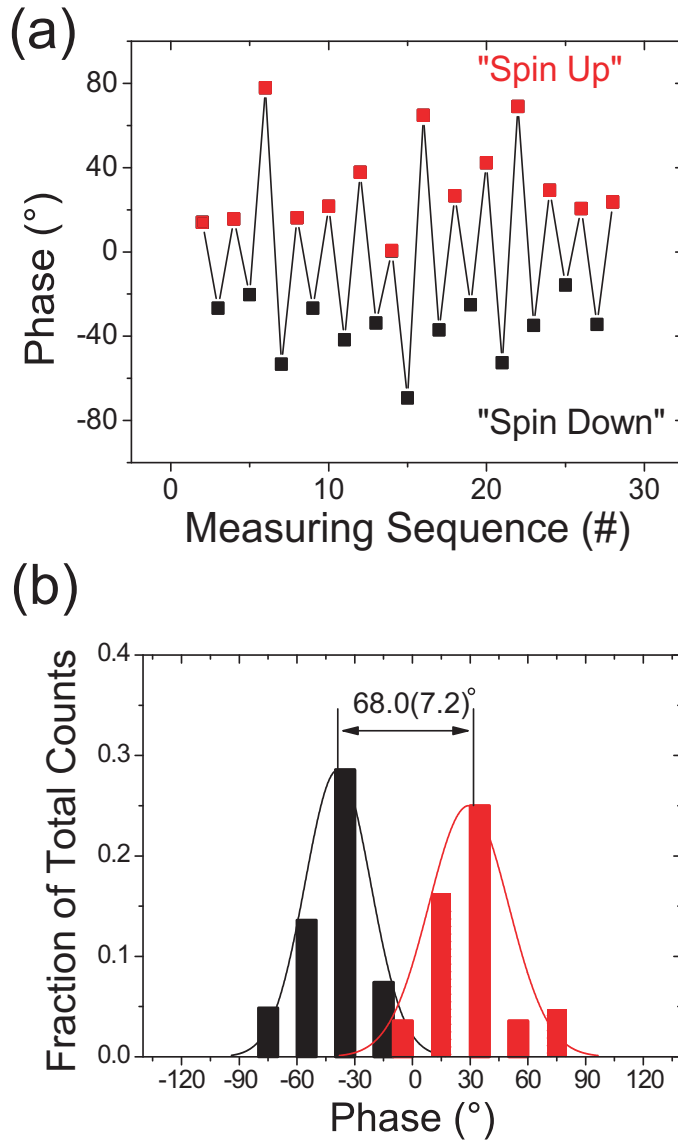 (a)
"Spin Up"
80
40
0
-40
-80
Phase (°)
"Spin Down"
0 10 20 30
Measuring Sequence (#)
(b)
0.4
0.3
0.2
0.1
0.0
Fraction of Total Counts
68.0(7.2)°
-120 -90 -60 -30 0 30 60 90 120
Phase (°)